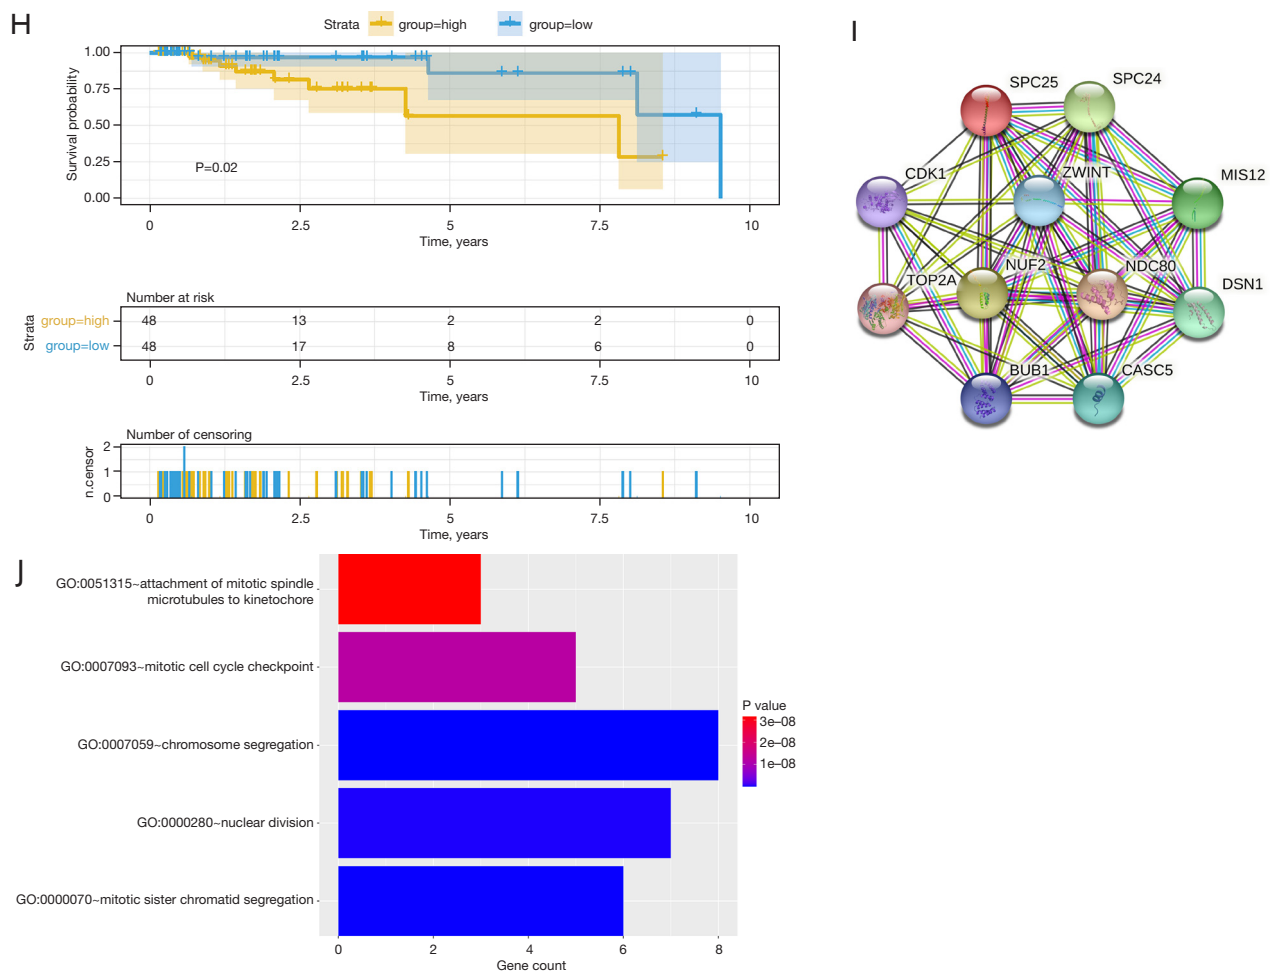 H
Strata group=high group=low
1.00
0.75
0.50
0.25
0.00
Survival probability
P=0.02
0 2.5 5 7.5 10
Time, years
Number at risk
Strata
group=high 48 13 2 2 0
group=low 48 17 8 6 0
0 2.5 5 7.5 10
Time, years
Number of censoring
n.censor
2
1
0
0 2.5 5 7.5 10
Time, years
I
SPC25
SPC24
CDK1
ZWINT
MIS12
TOP2A
NUF2
NDC80
DSN1
BUB1
CASC5
J
GO:0051315~attachment of mitotic spindle
microtubules to kinetochore
GO:0007093~mitotic cell cycle checkpoint
GO:0007059~chromosome segregation
GO:0000280~nuclear division
GO:0000070~mitotic sister chromatid segregation
0 2 4 6 8
Gene count
P value
3e–08
2e–08
1e–08